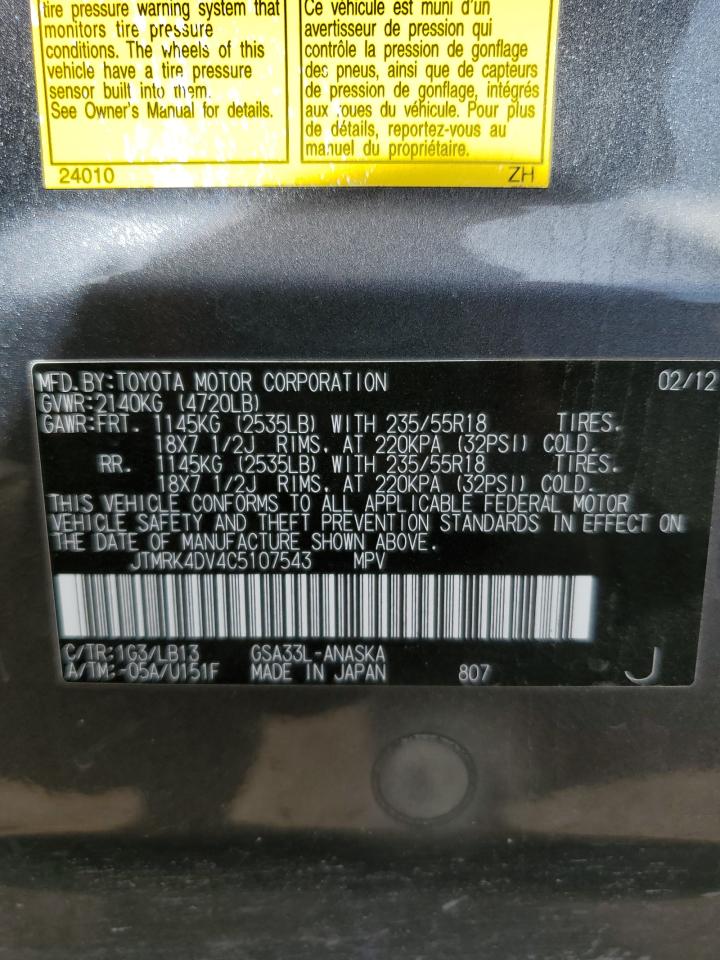 tire pressure warning system that
monitors tire pressure
conditions. The wheels of this
vehicle have a tire pressure
sensor built into them.
See Owner's Manual for details.
Ce véhicule est muni d'un
avertisseur de pression qui
contrôle la pression de gonflage
des pneus, ainsi que de capteurs
de pression de gonflage, intégrés
aux roues du véhicule. Pour plus
de détails, reportez-vous au
manuel du propriétaire.
24010 ZH
MFD.BY:TOYOTA MOTOR CORPORATION 02/12
GVWR:2140KG (4720LB)
GAWR:FRT. 1145KG (2535LB) WITH 235/55R18 TIRES.
18X7 1/2J RIMS. AT 220KPA (32PSI) COLD.
RR. 1145KG (2535LB) WITH 235/55R18 TIRES.
18X7 1/2J RIMS. AT 220KPA (32PSI) COLD.
THIS VEHICLE CONFORMS TO ALL APPLICABLE FEDERAL MOTOR
VEHICLE SAFETY AND THEFT PREVENTION STANDARDS IN EFFECT ON
THE DATE OF MANUFACTURE SHOWN ABOVE.
JTMRK4DV4C5107543 MPV
C/TR:1G3/LB13 GSA33L-ANASKA
A/TM:-05A/U151F MADE IN JAPAN 807 J